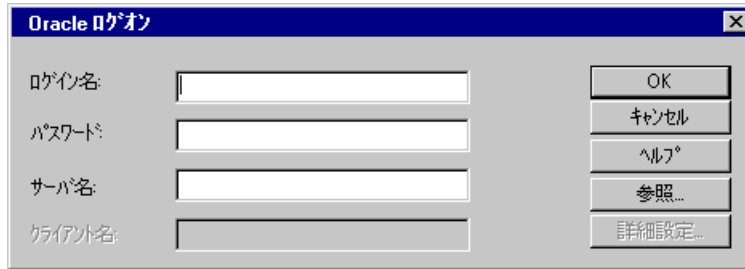 Oracle ﾛｸﾞｵﾝ
ﾛｸﾞｲﾝ名:
ﾊﾟｽﾜｰﾄﾞ:
サーバ名:
ｸﾗｲｱﾝﾄ名:
OK
ｷｬﾝｾﾙ
ﾍﾙﾌﾟ
参照...
詳細設定...